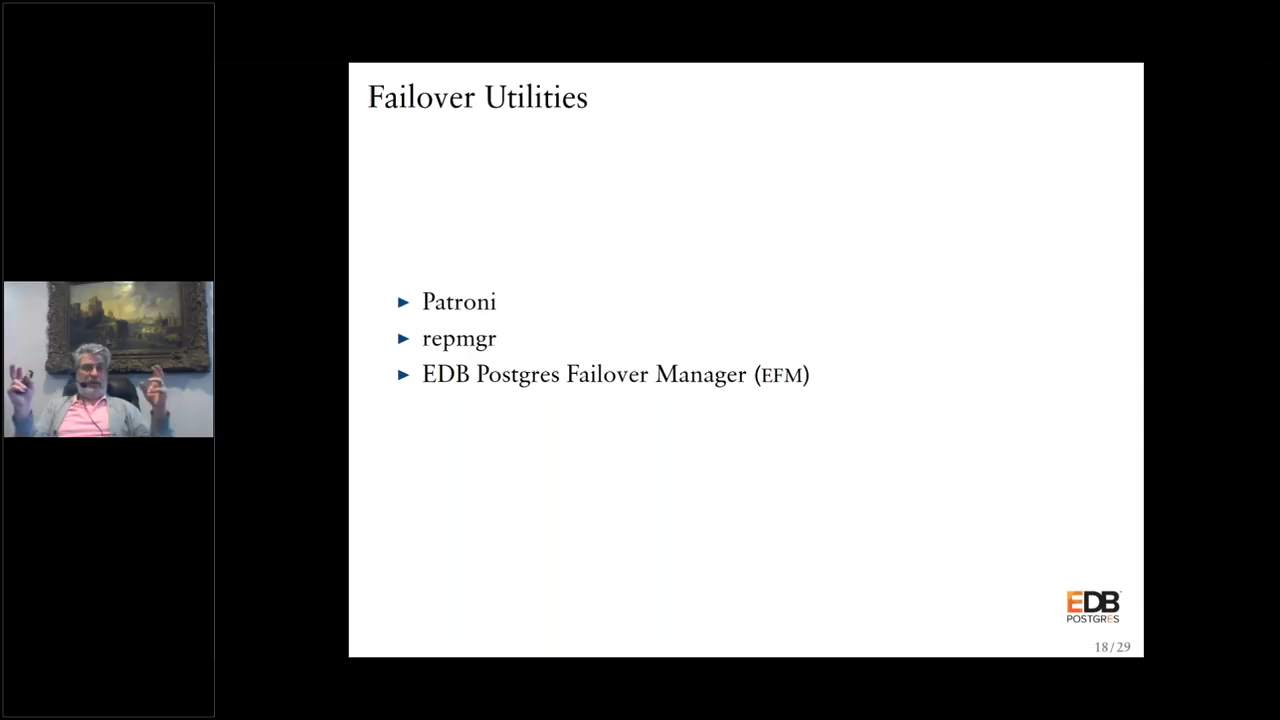 Failover Utilities
Patroni
repmgr
EDB Postgres Failover Manager (EFM)
EDB
POSTGRES
18/29